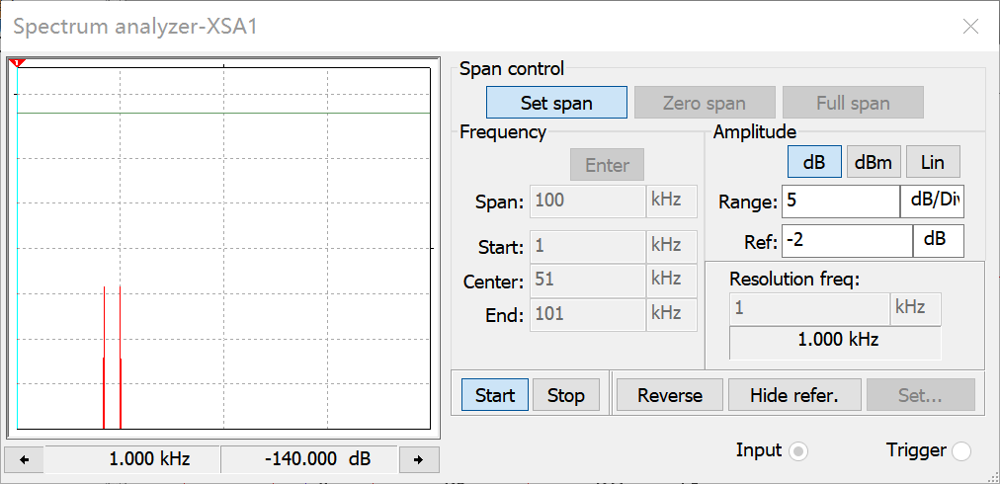 Spectrum analyzer-XSA1
1
Span control
Set span
Zero span
Full span
Frequency
Enter
Span: 100 kHz
Start: 1 kHz
Center: 51 kHz
End: 101 kHz
Amplitude
dB dBm Lin
Range: 5 dB/Div
Ref: -2 dB
Resolution freq:
1 kHz
1.000 kHz
Start Stop
Reverse Hide refer. Set...
1.000 kHz -140.000 dB
Input Trigger